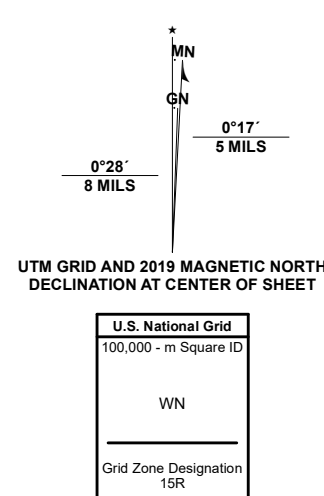 ★
MN
GN
0°17´
5 MILS
0°28´
8 MILS
UTM GRID AND 2019 MAGNETIC NORTH
DECLINATION AT CENTER OF SHEET
U.S. National Grid
100,000 - m Square ID
WN
Grid Zone Designation
15R